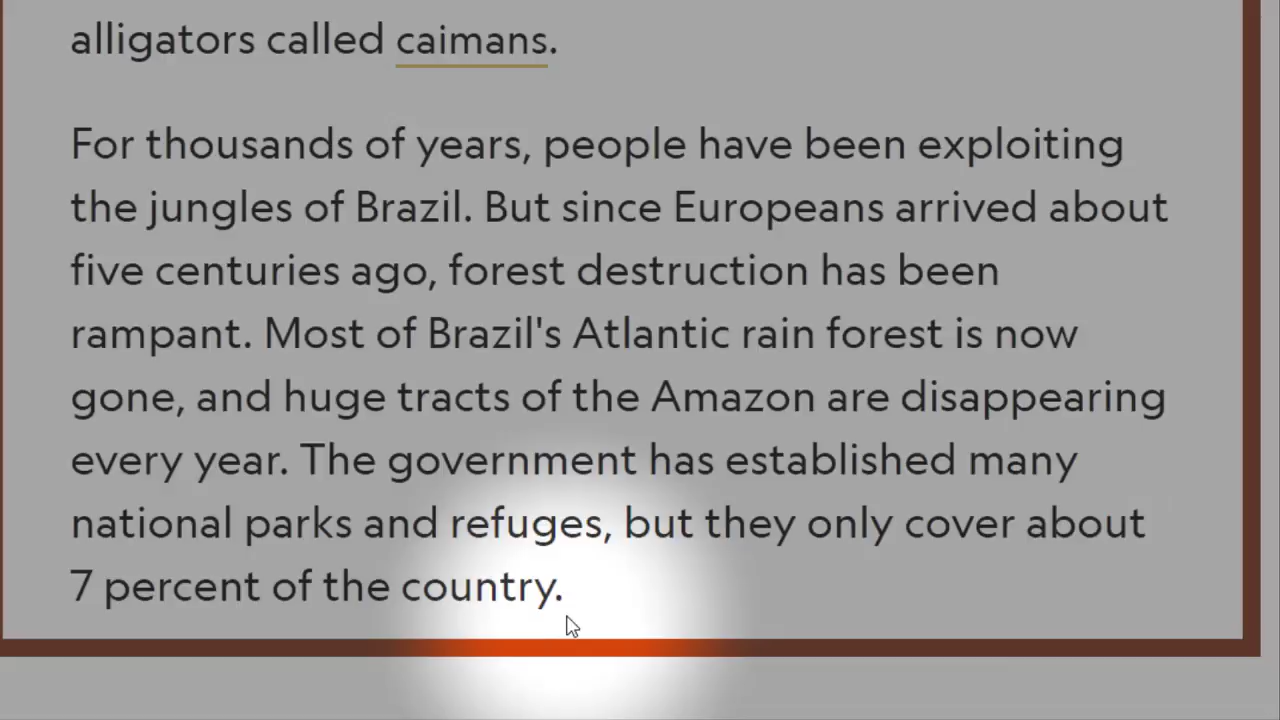 alligators called caimans.
For thousands of years, people have been exploiting
the jungles of Brazil. But since Europeans arrived about
five centuries ago, forest destruction has been
rampant. Most of Brazil's Atlantic rain forest is now
gone, and huge tracts of the Amazon are disappearing
every year. The government has established many
national parks and refuges, but they only cover about
7 percent of the country.